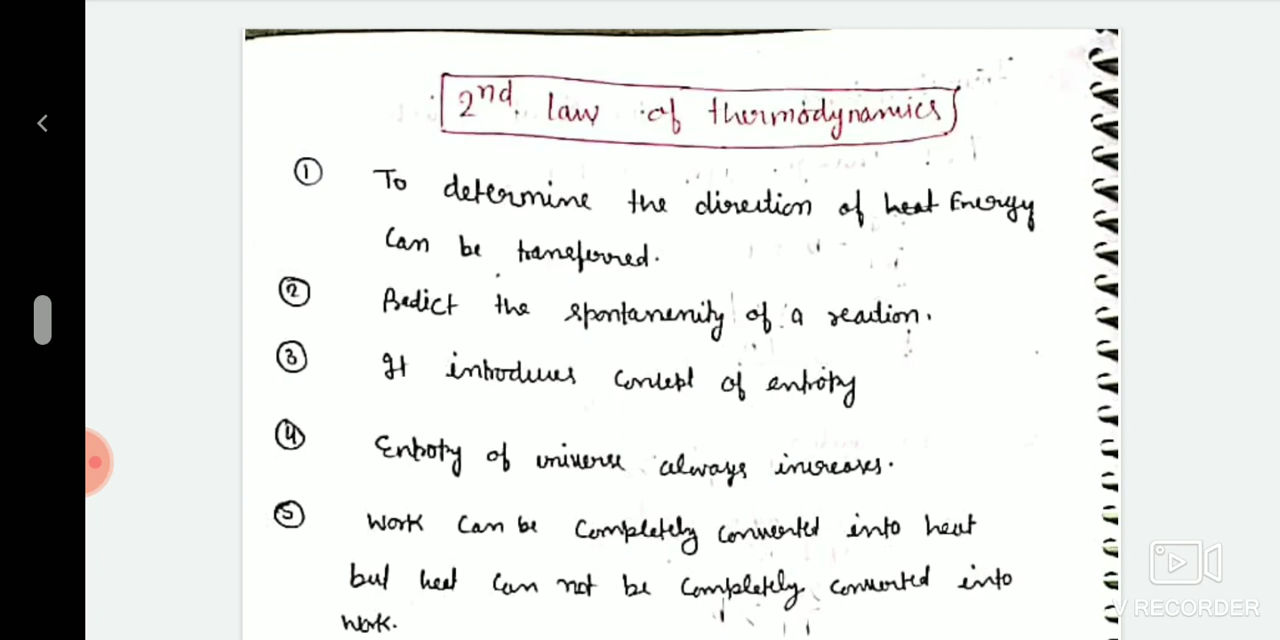 2nd law of thermodynamics
① To determine the direction of heat Energy
can be transferred.
② Predict the spontanenity of a reaction.
③ It introduces concept of entropy
④ Entropy of universe always increases.
⑤ Work can be completely converted into heat
but heat can not be completely converted into
work.
V RECORDER